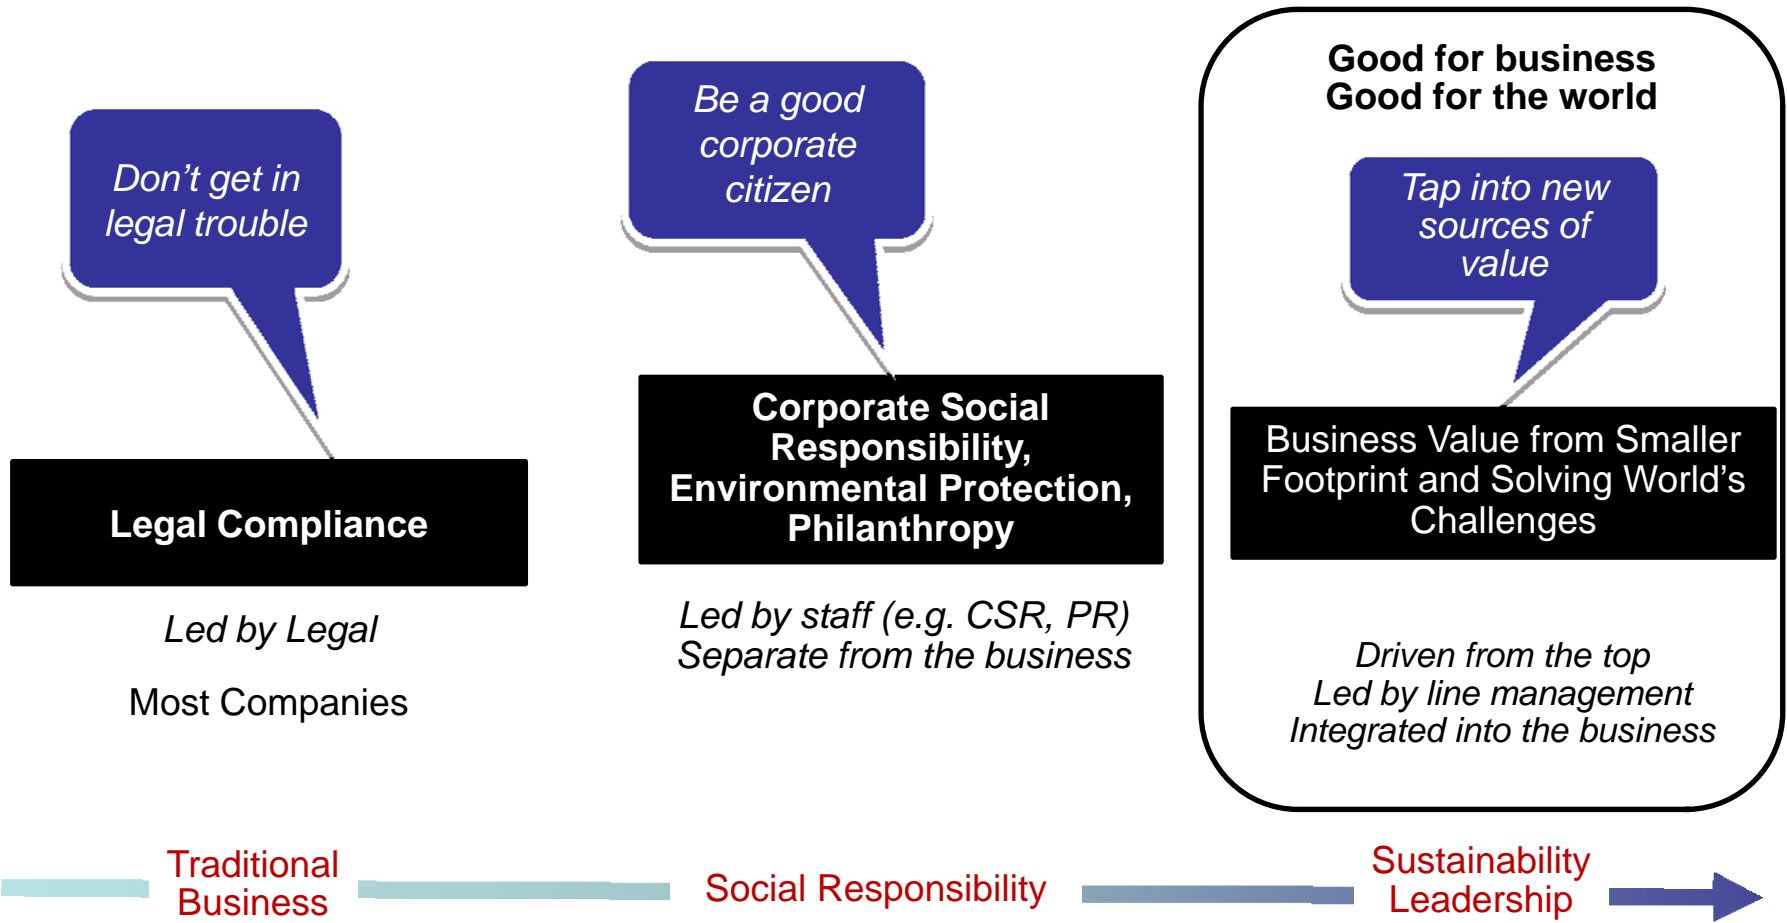 Don’t get in
legal trouble
Legal Compliance
Led by Legal
Most Companies
Be a good
corporate
citizen
Corporate Social
Responsibility,
Environmental Protection,
Philanthropy
Led by staff (e.g. CSR, PR)
Separate from the business
Good for business
Good for the world
Tap into new
sources of
value
Business Value from Smaller
Footprint and Solving World’s
Challenges
Driven from the top
Led by line management
Integrated into the business
Traditional
Business
Social Responsibility
Sustainability
Leadership